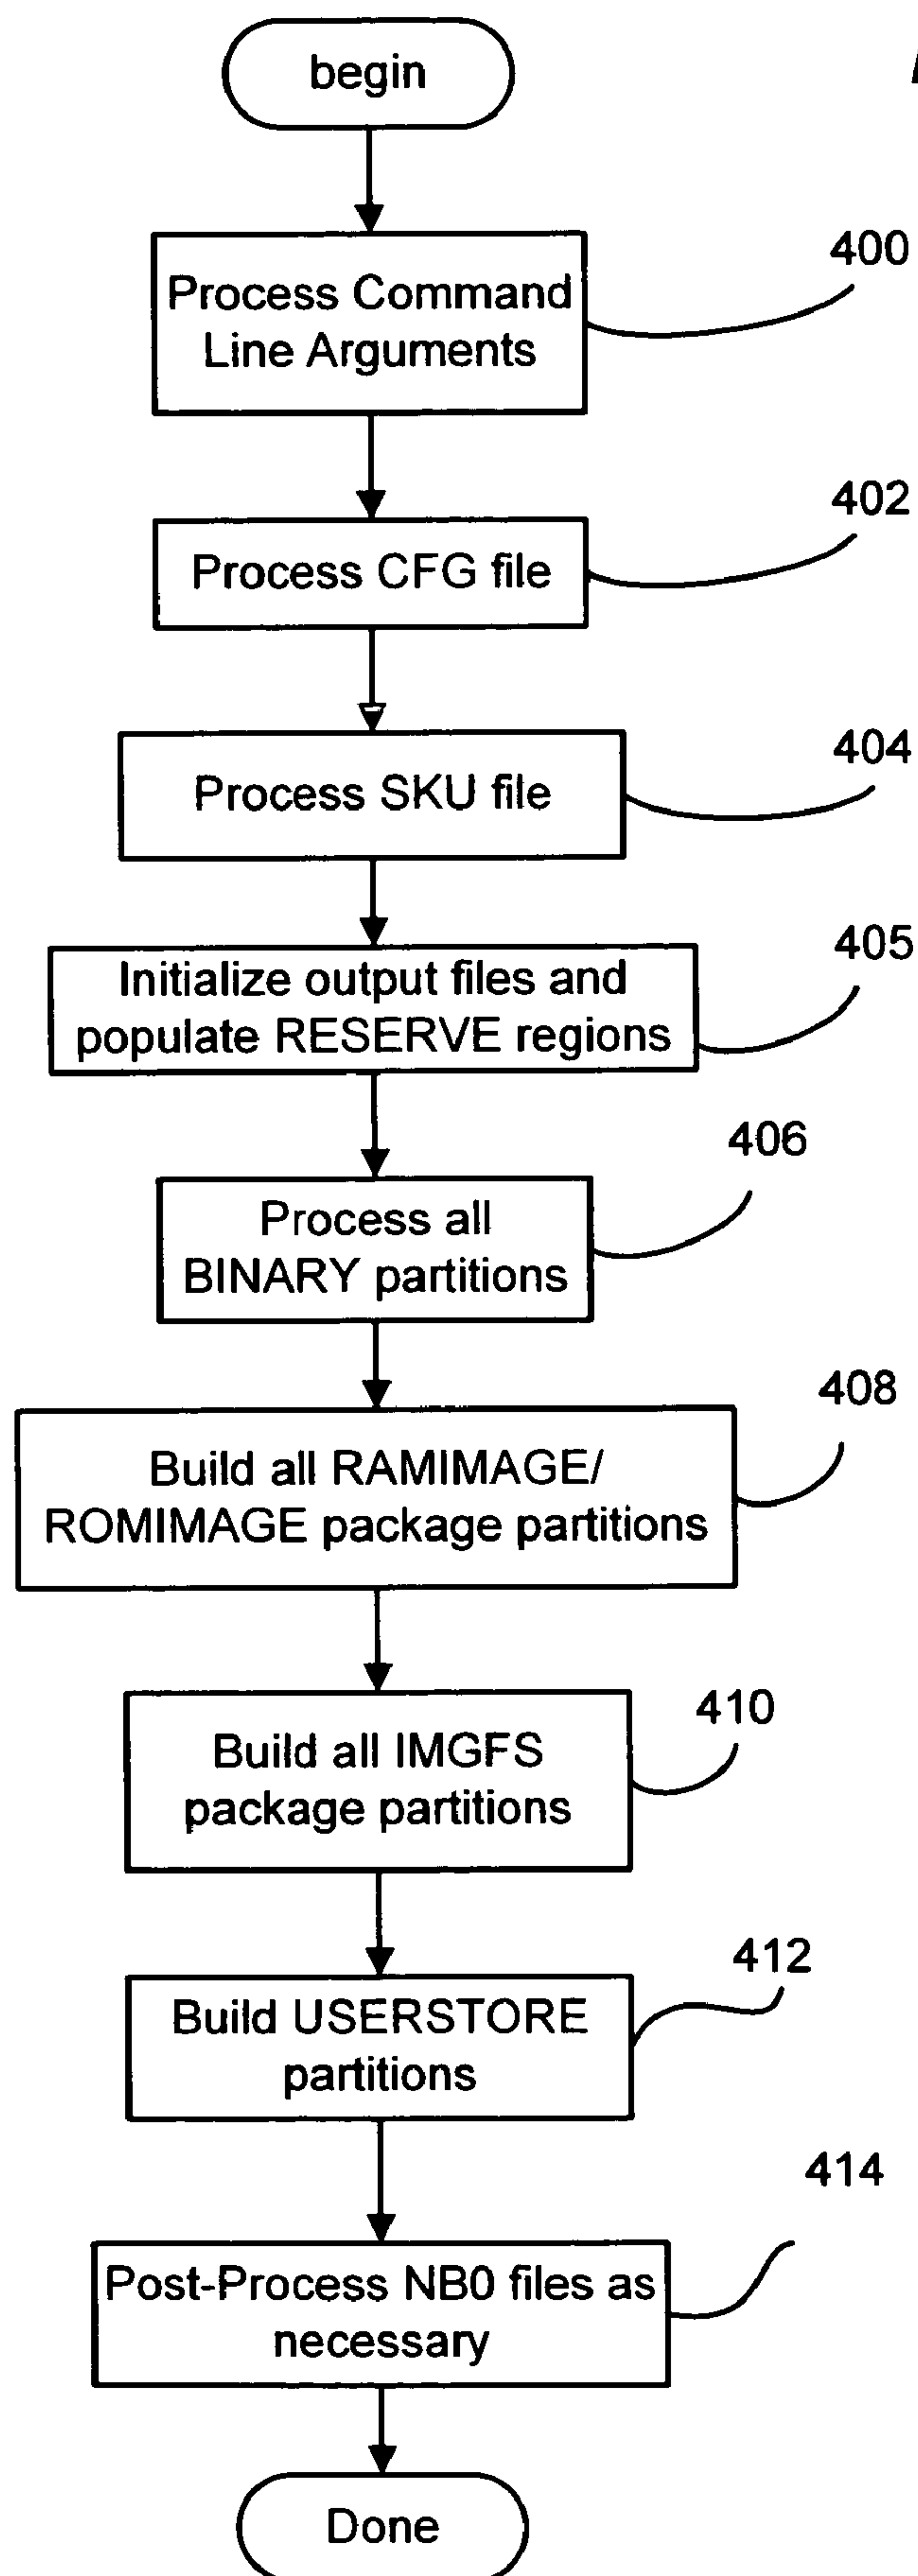 begin
400
Process Command
Line Arguments
402
Process CFG file
404
Process SKU file
405
Initialize output files and
populate RESERVE regions
406
Process all
BINARY partitions
408
Build all RAMIMAGE/
ROMIMAGE package partitions
410
Build all IMGFS
package partitions
412
Build USERSTORE
partitions
414
Post-Process NB0 files as
necessary
Done